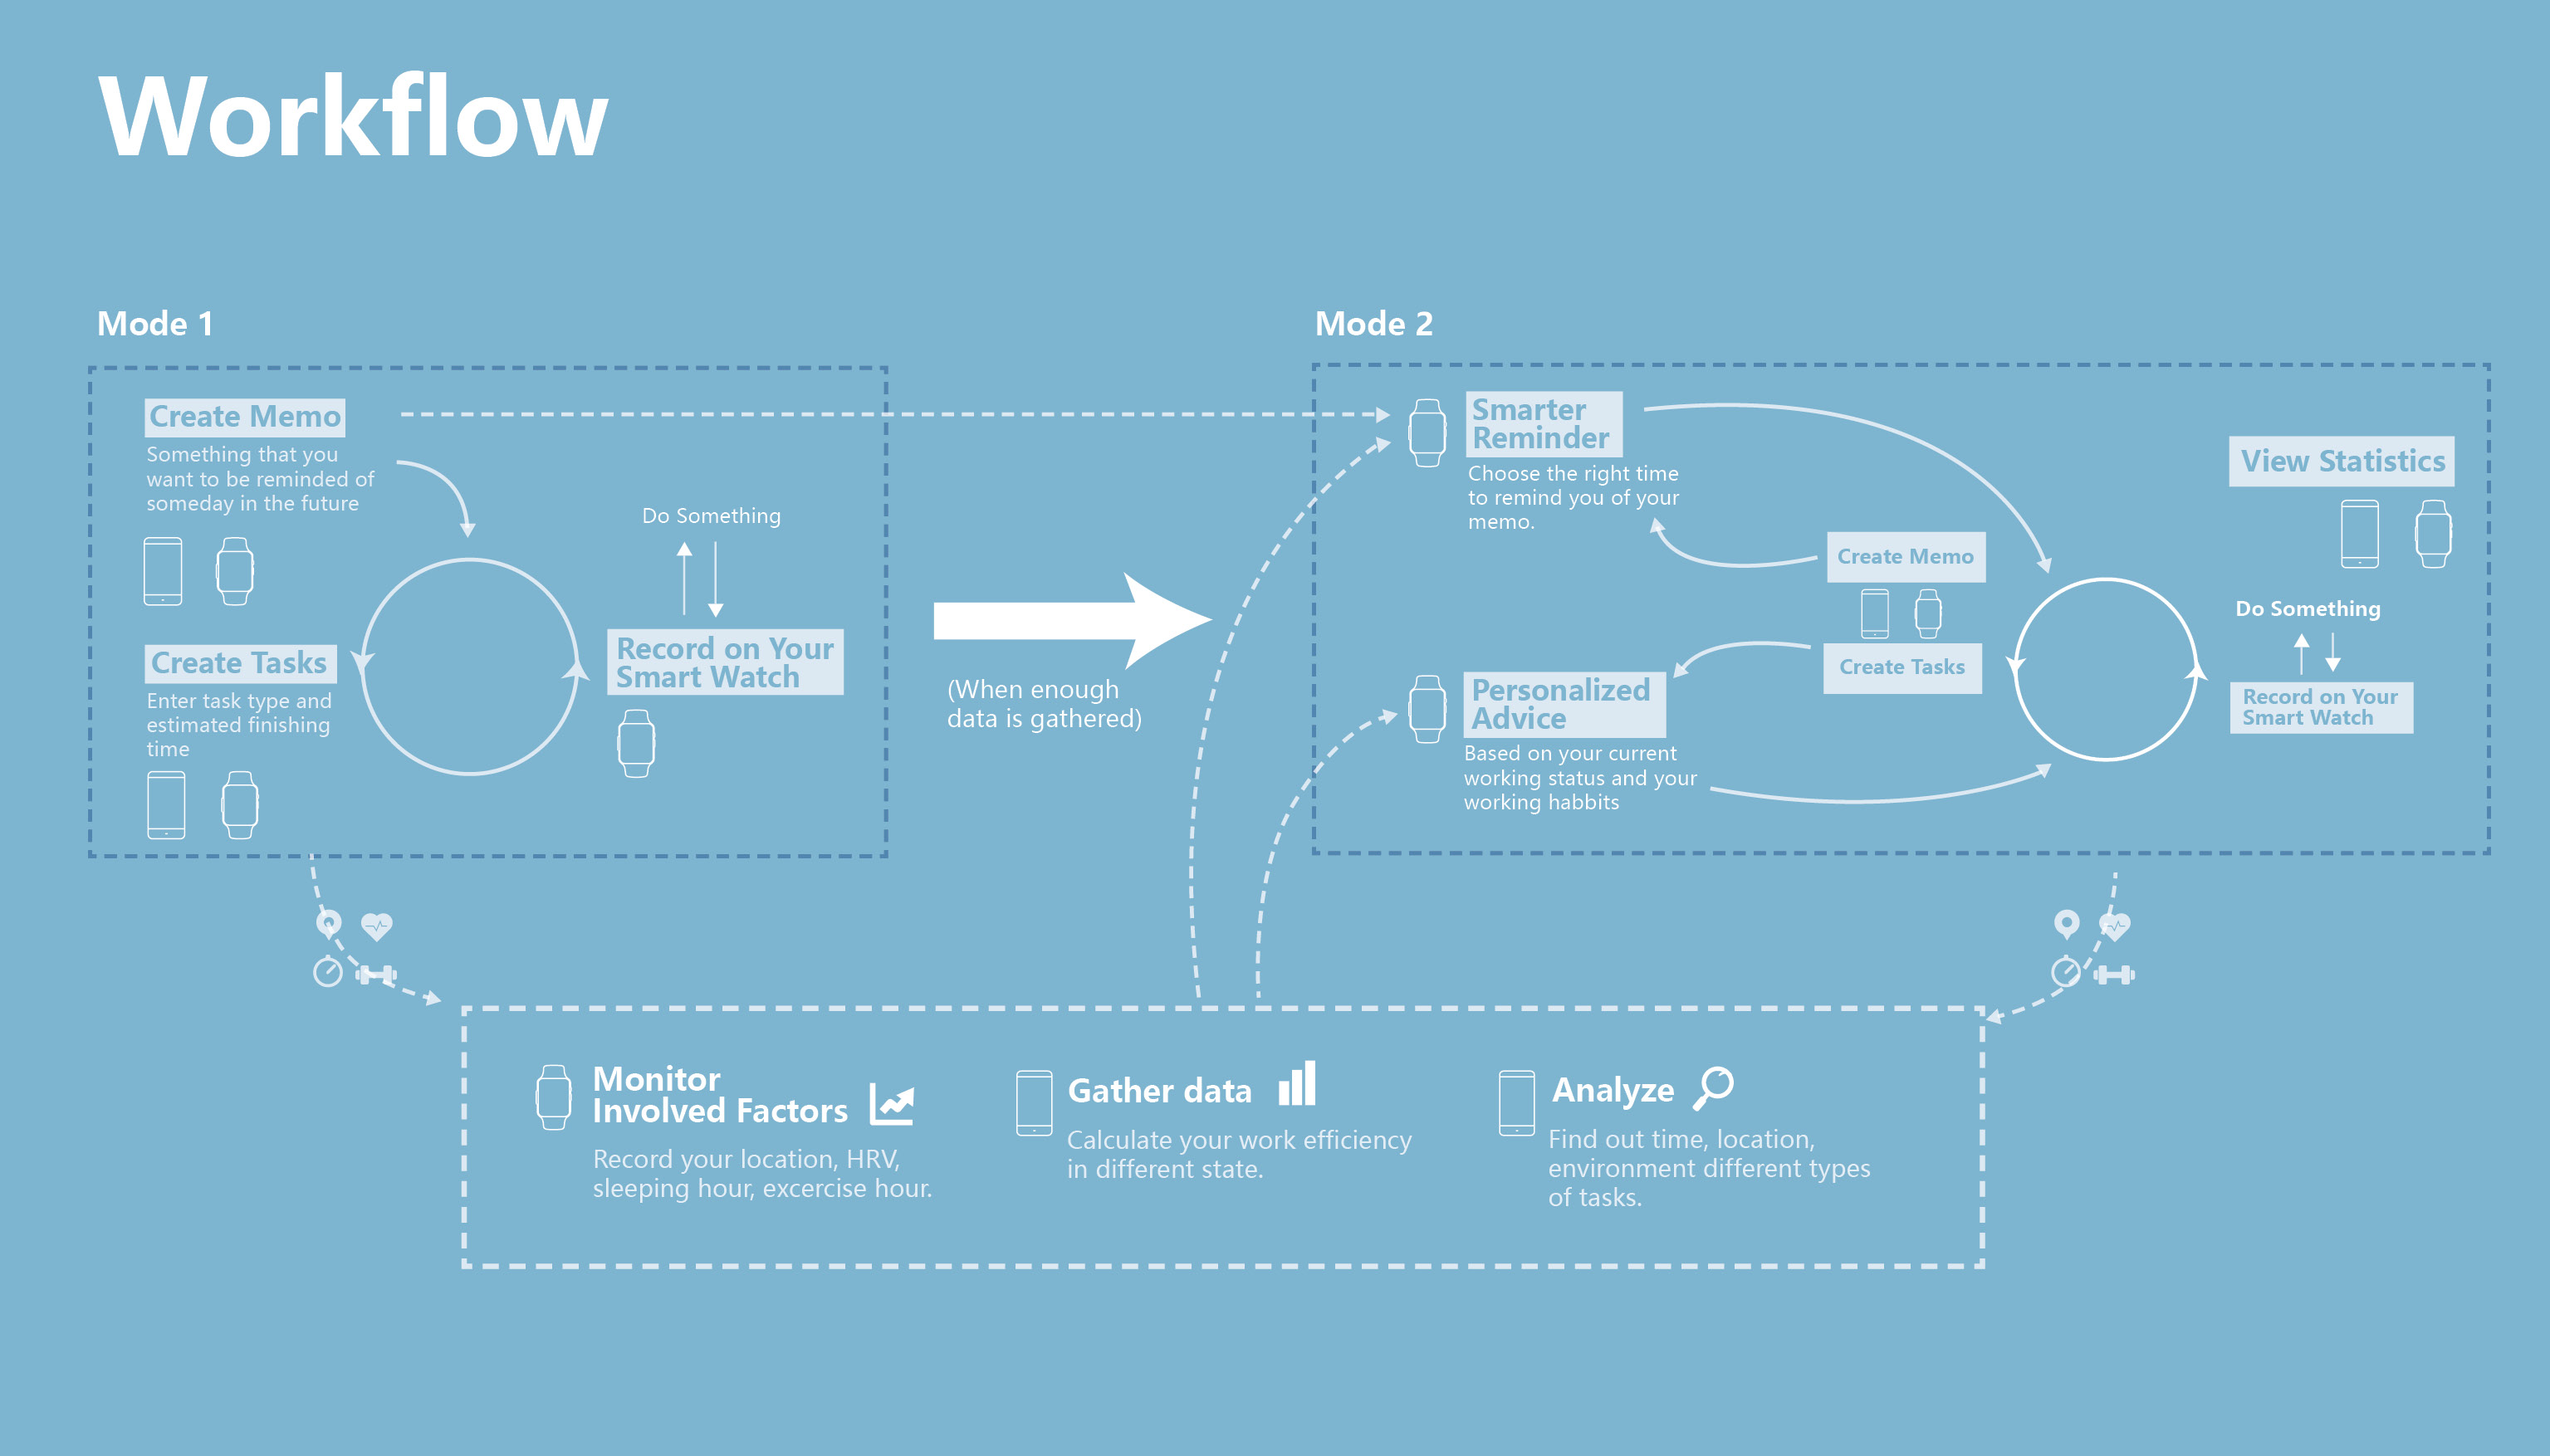 Workflow
Mode 1
Create Memo
Something that you
want to be reminded of
someday in the future
Create Tasks
Enter task type and
estimated finishing
time
Do Something
Record on Your
Smart Watch
(When enough
data is gathered)
Mode 2
Smarter
Reminder
Choose the right time
to remind you of your
memo.
Create Memo
Create Tasks
Personalized
Advice
Based on your current
working status and your
working habbits
View Statistics
Do Something
Record on Your
Smart Watch
Monitor
Involved Factors
Record your location, HRV,
sleeping hour, excercise hour.
Gather data
Calculate your work efficiency
in different state.
Analyze
Find out time, location,
environment different types
of tasks.